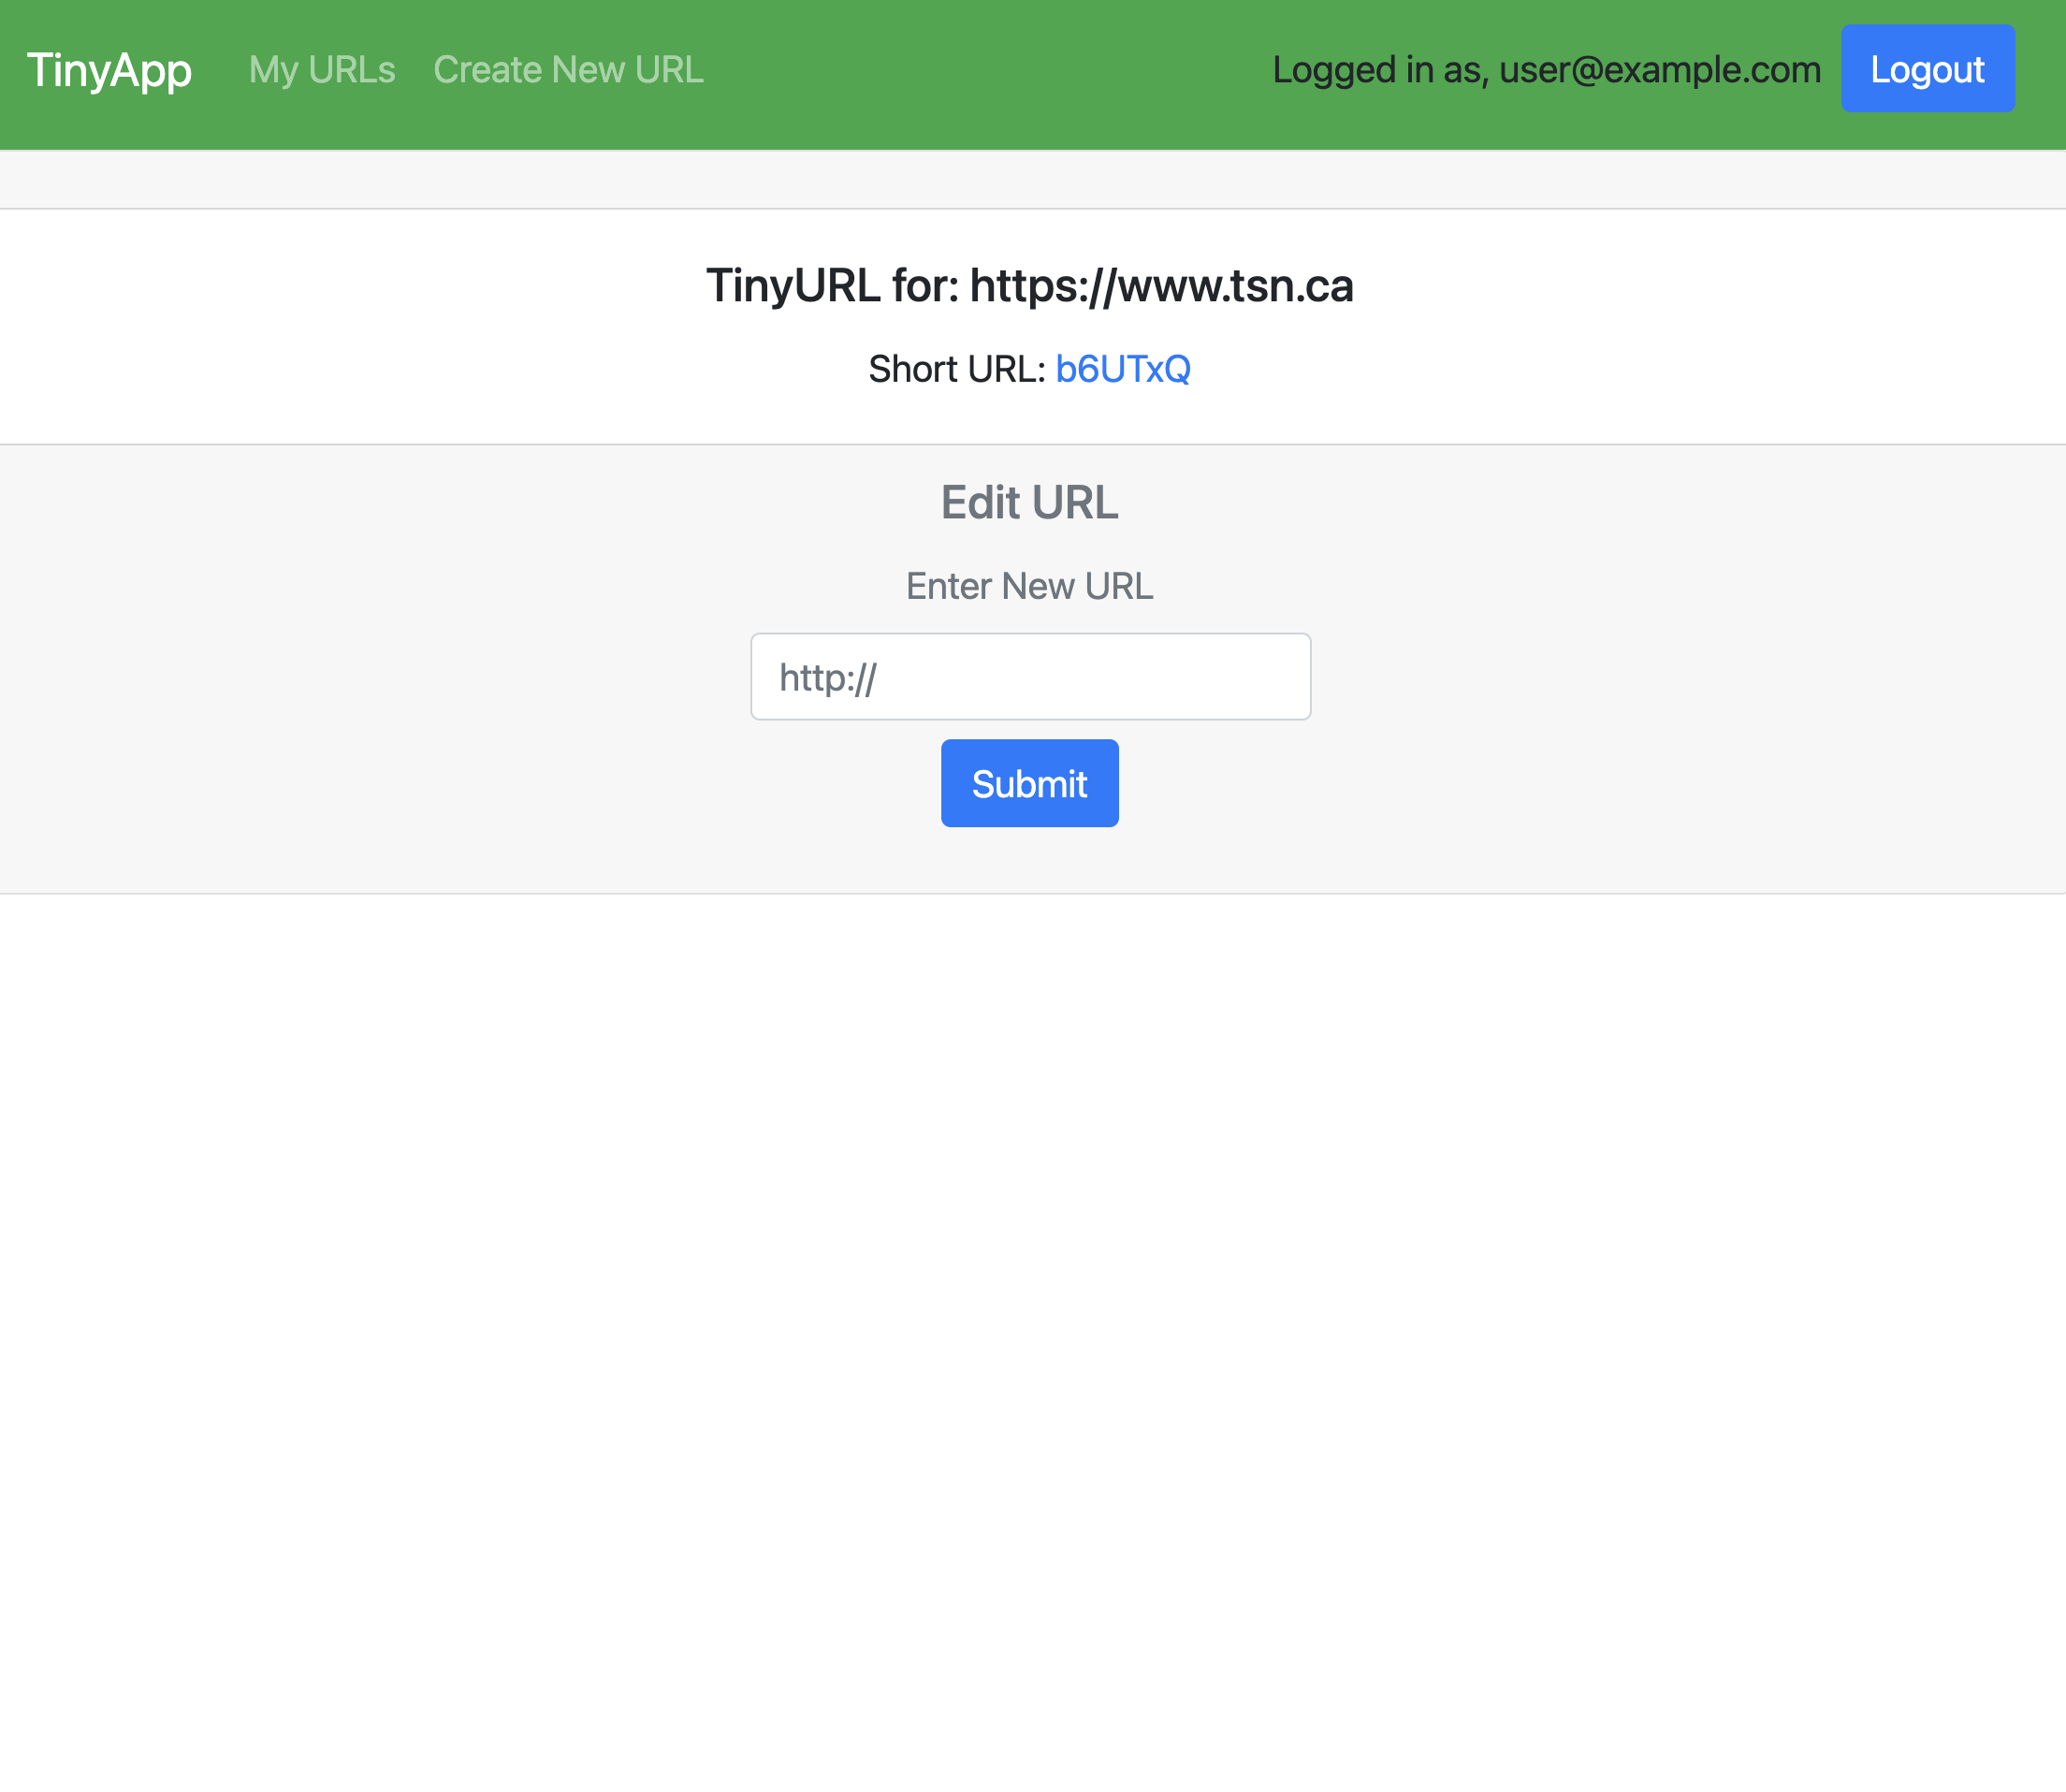 TinyApp My URLs Create New URL Logged in as, user@example.com Logout
TinyURL for: https://www.tsn.ca
Short URL: b6UTxQ
Edit URL
Enter New URL
http://
Submit